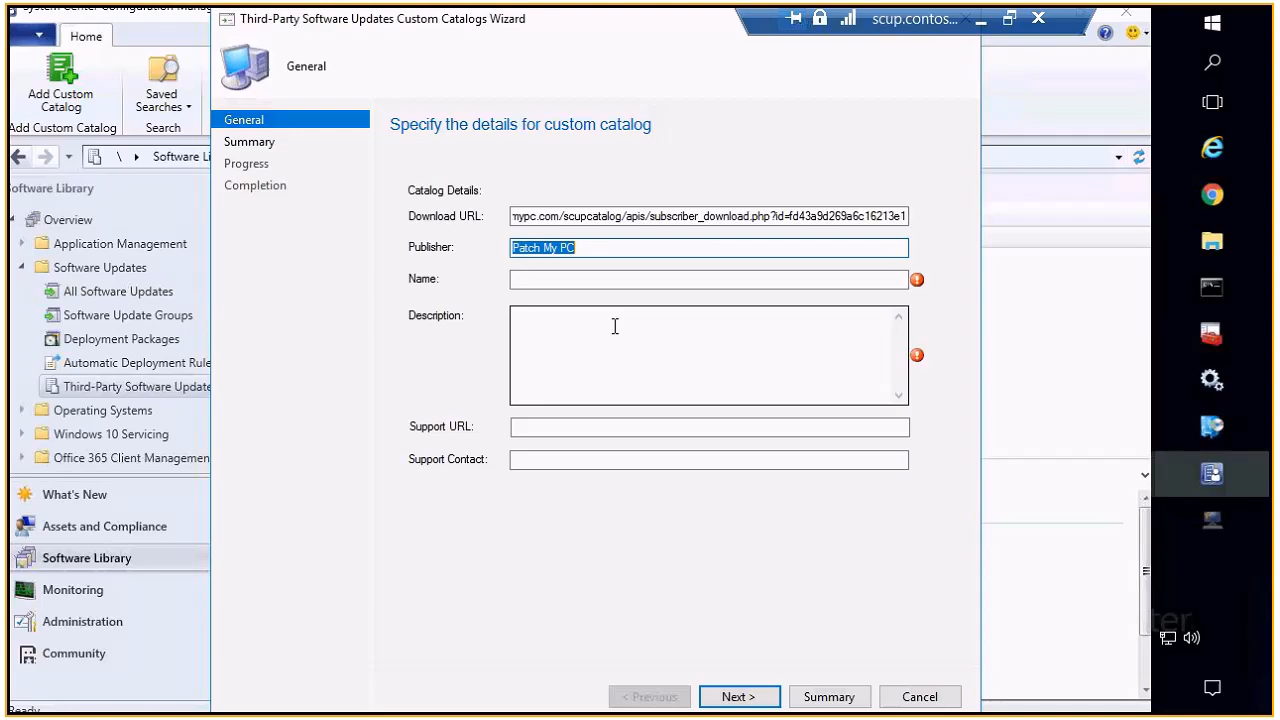 Third-Party Software Updates Custom Catalogs Wizard
scup.contos...
Home
Add Custom
Catalog
Saved
Searches
Add Custom Catalog
Search
General
General
Summary
Progress
Completion
Specify the details for custom catalog
Catalog Details:
Download URL:
mypc.com/scupcatalog/apis/subscriber_download.php?id=fd43a9d269a6c16213e1
Publisher:
Patch My PC
Name:
Description:
Support URL:
Support Contact:
\
Software Li
Software Library
Overview
Application Management
Software Updates
All Software Updates
Software Update Groups
Deployment Packages
Automatic Deployment Rule
Third-Party Software Update
Operating Systems
Windows 10 Servicing
Office 365 Client Managemen
What's New
Assets and Compliance
Software Library
Monitoring
Administration
Community
Ready
< Previous
Next >
Summary
Cancel